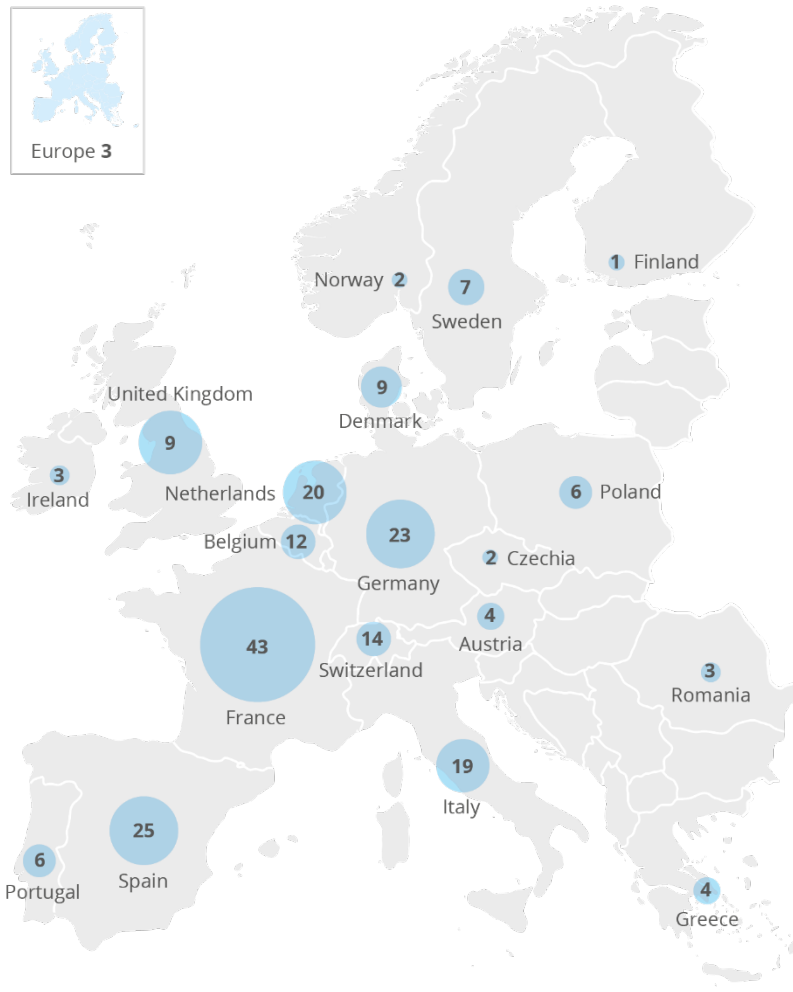 Europe 3
1 Finland
Norway 2
7
Sweden
9
Denmark
United Kingdom
9
3
Ireland
Netherlands 20
6 Poland
Belgium 12
23
Germany
2 Czechia
4
Austria
43
France
14
Switzerland
3
Romania
19
Italy
25
Spain
6
Portugal
4
Greece